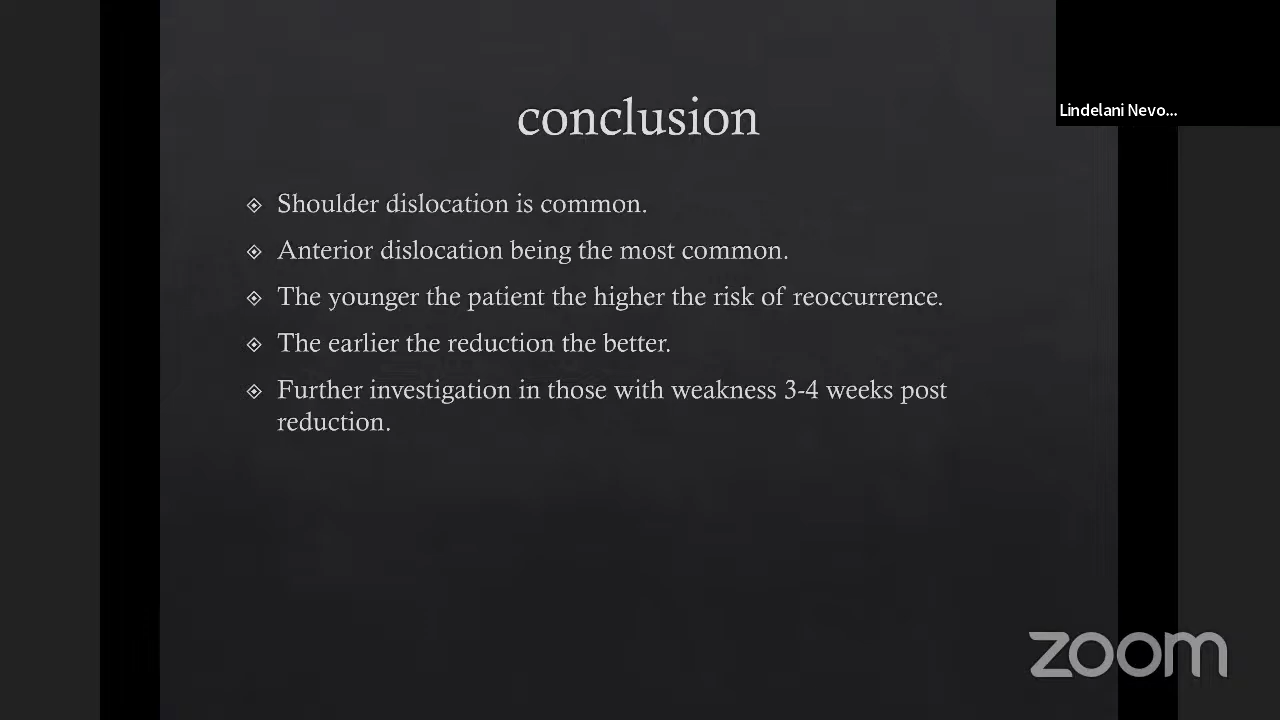 conclusion
Lindelani Nevo...
Shoulder dislocation is common.
Anterior dislocation being the most common.
The younger the patient the higher the risk of reoccurrence.
The earlier the reduction the better.
Further investigation in those with weakness 3-4 weeks post
reduction.
zoom